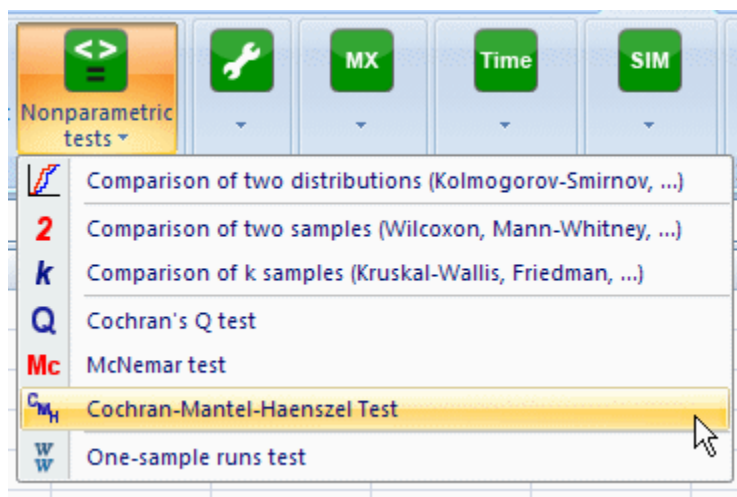 <>
=
MX
Time
SIM
Nonparametric
tests
Comparison of two distributions (Kolmogorov-Smirnov, ...)
2 Comparison of two samples (Wilcoxon, Mann-Whitney, ...)
k Comparison of k samples (Kruskal-Wallis, Friedman, ...)
Q Cochran's Q test
Mc McNemar test
CMH Cochran-Mantel-Haenszel Test
WW One-sample runs test